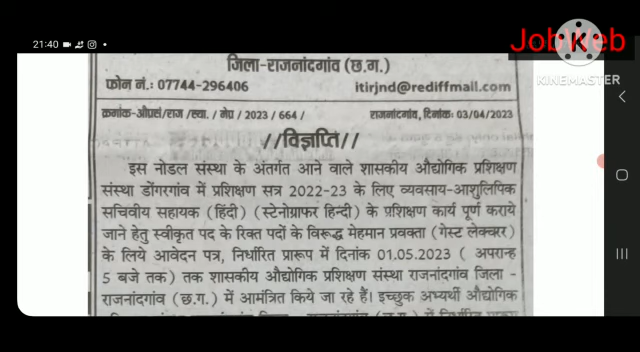 21:40
JobWeb
K
KINEMASTER
जिला-राजनांदगांव (छ.ग.)
फोन नं.: 07744-296406 itirjnd@rediffmail.com
क्रमांक-औप्रसं/राज /स्था. / मेप्र / 2023 / 664 / राजनांदगांव, दिनांकः 03/04/2023
//विज्ञप्ति//
इस नोडल संस्था के अंतर्गत आने वाले शासकीय औद्योगिक प्रशिक्षण
संस्था डोंगरगांव में प्रशिक्षण सत्र 2022-23 के लिए व्यवसाय-आशुलिपिक
सचिवीय सहायक (हिंदी) (स्टेनोग्राफर हिन्दी) के प्रशिक्षण कार्य पूर्ण कराये
जाने हेतु स्वीकृत पद के रिक्त पदों के विरूद्ध मेहमान प्रवक्ता (गेस्ट लेक्चरर)
के लिये आवेदन पत्र, निर्धारित प्रारूप में दिनांक 01.05.2023 ( अपरान्ह
5 बजे तक) तक शासकीय औद्योगिक प्रशिक्षण संस्था राजनांदगांव जिला -
राजनांदगांव (छ.ग.) में आमंत्रित किये जा रहे हैं। इच्छुक अभ्यर्थी औद्योगिक